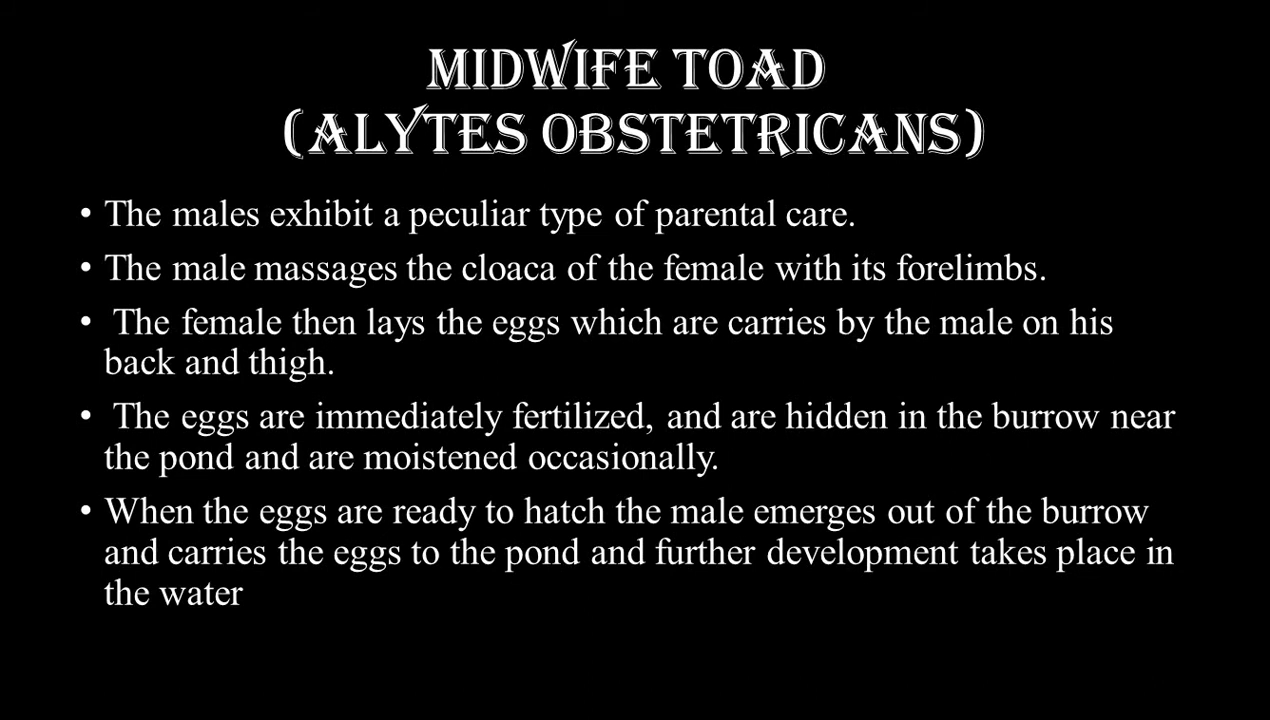 MIDWIFE TOAD
(ALYTES OBSTETRICANS)
• The males exhibit a peculiar type of parental care.
• The male massages the cloaca of the female with its forelimbs.
• The female then lays the eggs which are carries by the male on his
back and thigh.
• The eggs are immediately fertilized, and are hidden in the burrow near
the pond and are moistened occasionally.
• When the eggs are ready to hatch the male emerges out of the burrow
and carries the eggs to the pond and further development takes place in
the water